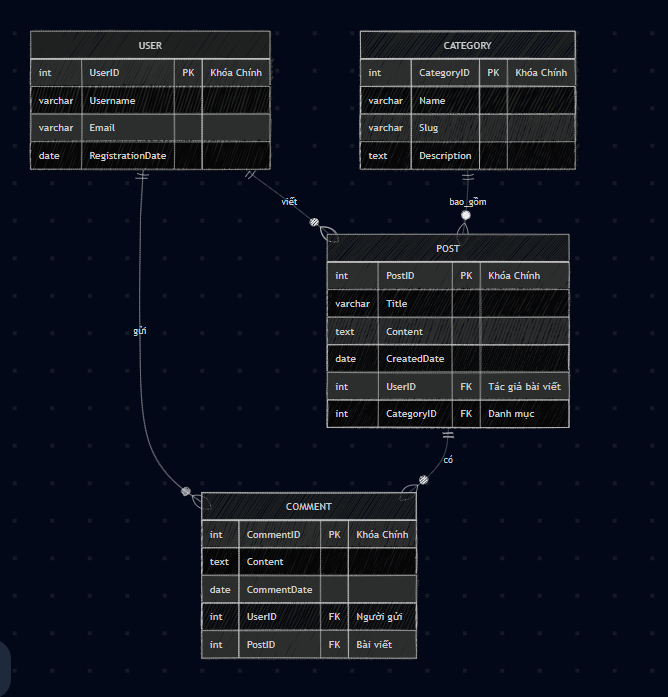 USER
int UserID PK Khóa Chính
varchar Username
varchar Email
date RegistrationDate
CATEGORY
int CategoryID PK Khóa Chính
varchar Name
varchar Slug
text Description
viết
bao_gồm
POST
int PostID PK Khóa Chính
varchar Title
text Content
date CreatedDate
int UserID FK Tác giả bài viết
int CategoryID FK Danh mục
gửi
có
COMMENT
int CommentID PK Khóa Chính
text Content
date CommentDate
int UserID FK Người gửi
int PostID FK Bài viết